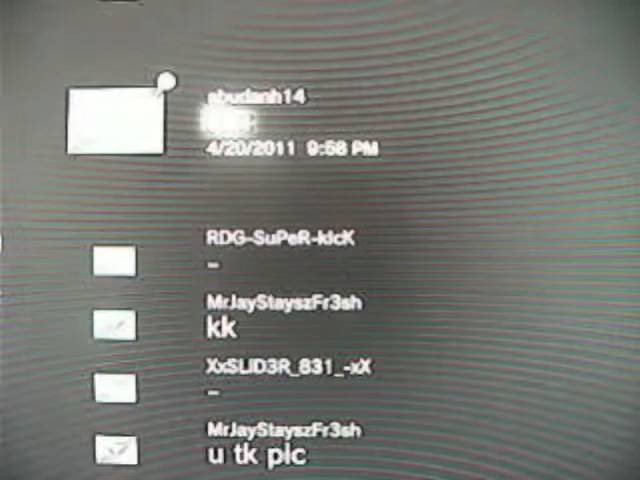 abudanh14
4/20/2011 9:58 PM
RDG-SuPeR-kIcK
–
MrJayStayszFr3sh
kk
XxSLID3R_831_-xX
–
MrJayStayszFr3sh
u tk pic